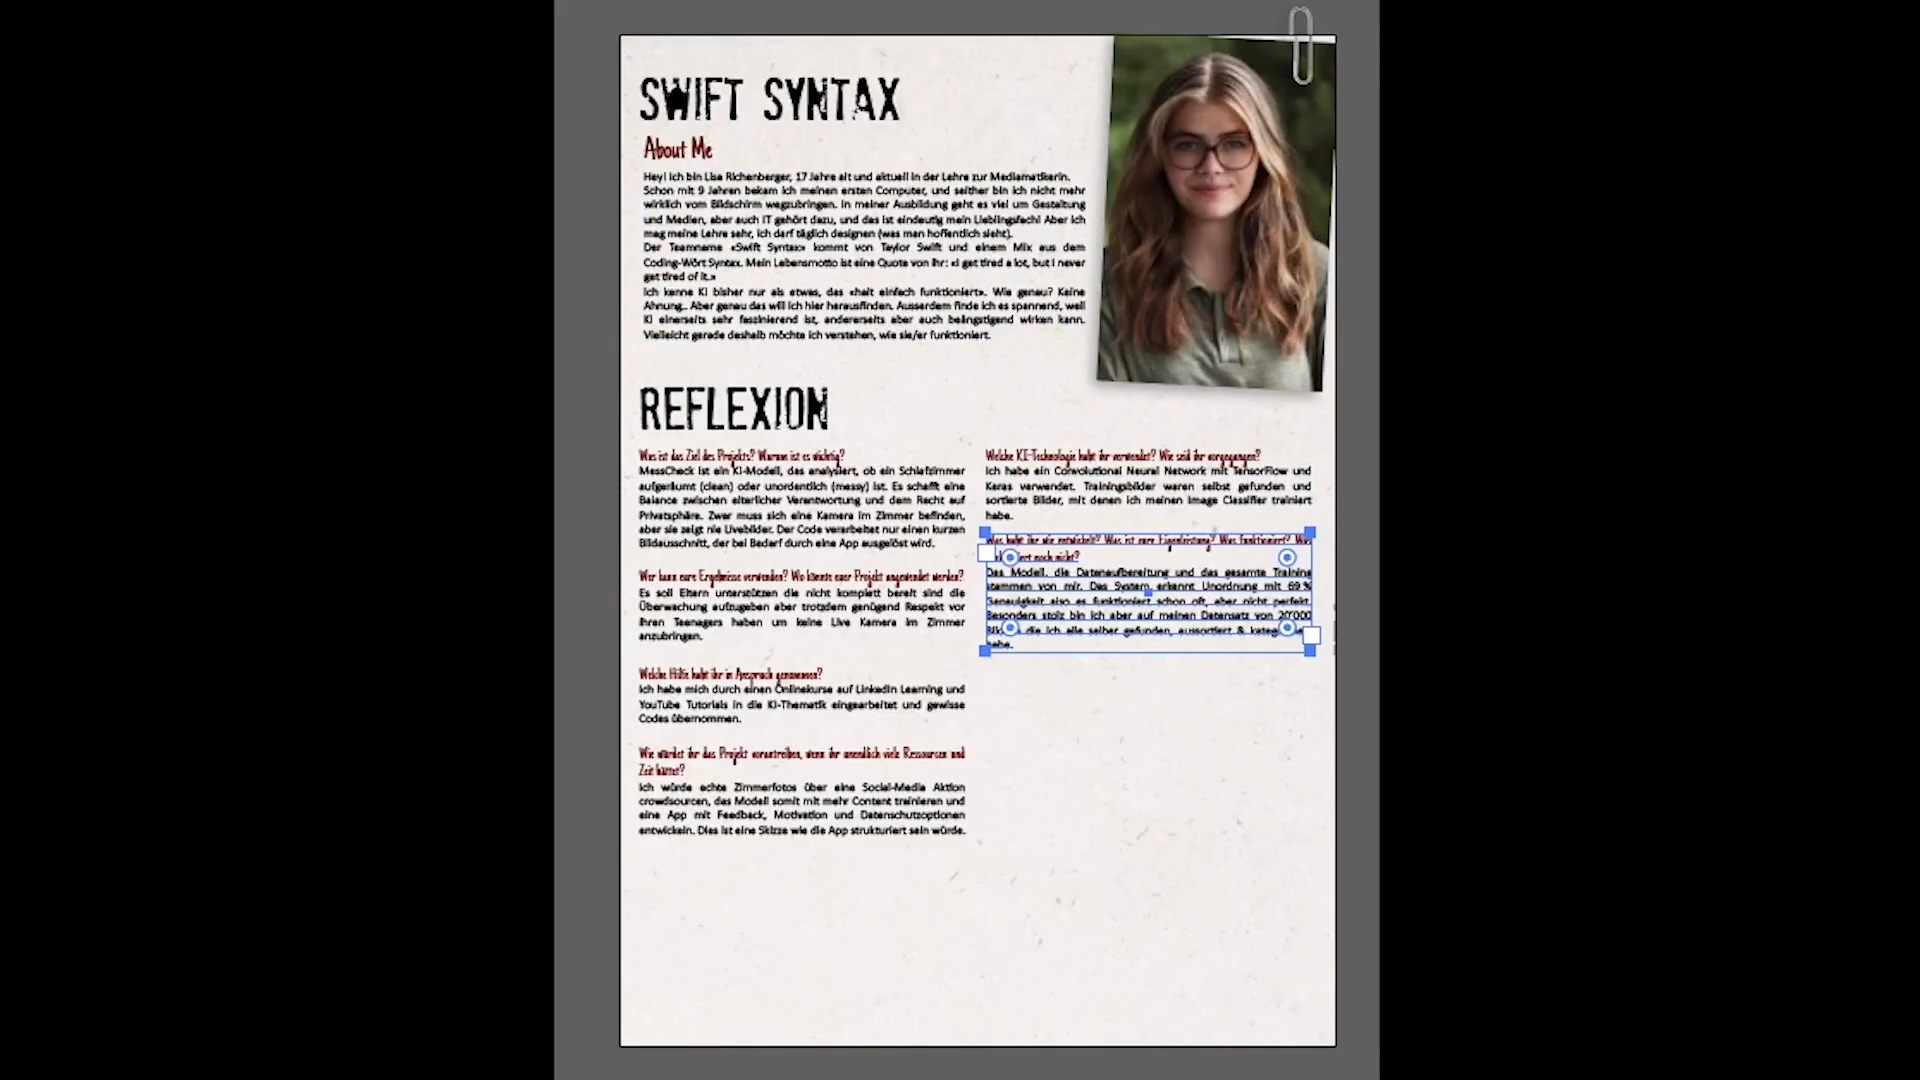 SWIFT SYNTAX
About Me
Hey! Ich bin Lisa Richenberger, 17 Jahre alt und aktuell in der Lehre zur Mediamatikerin.
Schon mit 9 Jahren bekam ich meinen ersten Computer, und seither bin ich nicht mehr
wirklich vom Bildschirm wegzubringen. In meiner Ausbildung geht es viel um Gestaltung
und Medien, aber auch IT gehört dazu, und das ist eindeutig mein Lieblingsfach! Aber ich
mag meine Lehre sehr, ich darf täglich designen (was man hoffentlich sieht).
Der Teamname «Swift Syntax» kommt von Taylor Swift und einem Mix aus dem
Coding-Wort Syntax. Mein Lebensmotto ist eine Quote von ihr: «I get tired a lot, but I never
get tired of it.»
Ich kenne KI bisher nur als etwas, das «halt einfach funktioniert». Wie genau? Keine
Ahnung.. Aber genau das will ich hier herausfinden. Ausserdem finde ich es spannend, weil
KI einerseits sehr faszinierend ist, andererseits aber auch beängstigend wirken kann.
Vielleicht gerade deshalb möchte ich verstehen, wie sie/er funktioniert.
REFLEXION
Was ist das Ziel des Projekts? Warum ist es wichtig?
MessCheck ist ein KI-Modell, das analysiert, ob ein Schlafzimmer
aufgeräumt (clean) oder unordentlich (messy) ist. Es schafft eine
Balance zwischen elterlicher Verantwortung und dem Recht auf
Privatsphäre. Zwar muss sich eine Kamera im Zimmer befinden,
aber sie zeigt nie Livebilder. Der Code verarbeitet nur einen kurzen
Bildausschnitt, der bei Bedarf durch eine App ausgelöst wird.
Wer kann eure Ergebnisse verwenden? Wo könnte euer Projekt angewendet werden?
Es soll Eltern unterstützen die nicht komplett bereit sind die
Überwachung aufzugeben aber trotzdem genügend Respekt vor
ihren Teenagers haben um keine Live Kamera im Zimmer
anzubringen.
Welche Hilfe habt ihr in Anspruch genommen?
Ich habe mich durch einen Onlinekurse auf LinkedIn Learning und
YouTube Tutorials in die KI-Thematik eingearbeitet und gewisse
Codes übernommen.
Wie würdet ihr das Projekt vorantreiben, wenn ihr unendlich viele Ressourcen und
Zeit hättet?
Ich würde echte Zimmerfotos über eine Social-Media Aktion
crowdsourcen, das Modell somit mit mehr Content trainieren und
eine App mit Feedback, Motivation und Datenschutzoptionen
entwickeln. Dies ist eine Skizze wie die App strukturiert sein würde.
Welche KI-Technologie habt ihr verwendet? Wie seid ihr vorgegangen?
Ich habe ein Convolutional Neural Network mit TensorFlow und
Keras verwendet. Trainingsbilder waren selbst gefunden und
sortierte Bilder, mit denen ich meinen Image Classifier trainiert
habe.
Was habt ihr wie entwickelt? Was ist eure Eigenleistung? Was funktioniert? Was
noch nicht?
Das Modell, die Datenaufbereitung und das gesamte Training
stammen von mir. Das System erkennt Unordnung mit 69 %
Genauigkeit also es funktioniert schon oft, aber nicht perfekt.
Besonders stolz bin ich aber auf meinen Datensatz von 20'000
die ich alle selber gefunden, aussortiert &
habe.